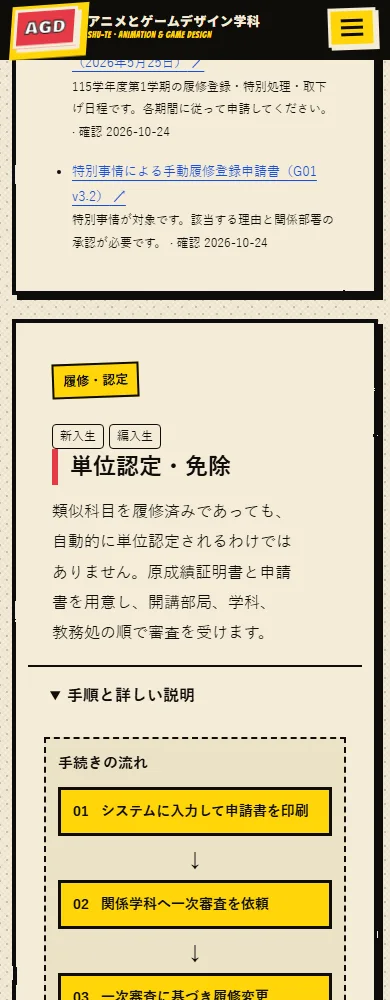 AGD
アニメとゲームデザイン学科
SHU-TE・ANIMATION & GAME DESIGN
（2026年5月25日） ↗
115学年度第1学期の履修登録・特別処理・取下
げ日程です。各期間に従って申請してください。
· 確認 2026-10-24
• 特別事情による手動履修登録申請書（G01
v3.2） ↗
特別事情が対象です。該当する理由と関係部署の
承認が必要です。 · 確認 2026-10-24
履修・認定
新入生 編入生
単位認定・免除
類似科目を履修済みであっても、
自動的に単位認定されるわけでは
ありません。原成績証明書と申請
書を用意し、開講部局、学科、
教務処の順で審査を受けます。
▼ 手順と詳しい説明
手続きの流れ
01 システムに入力して申請書を印刷
↓
02 関係学科へ一次審査を依頼
↓
03 一次審査に基づき履修変更